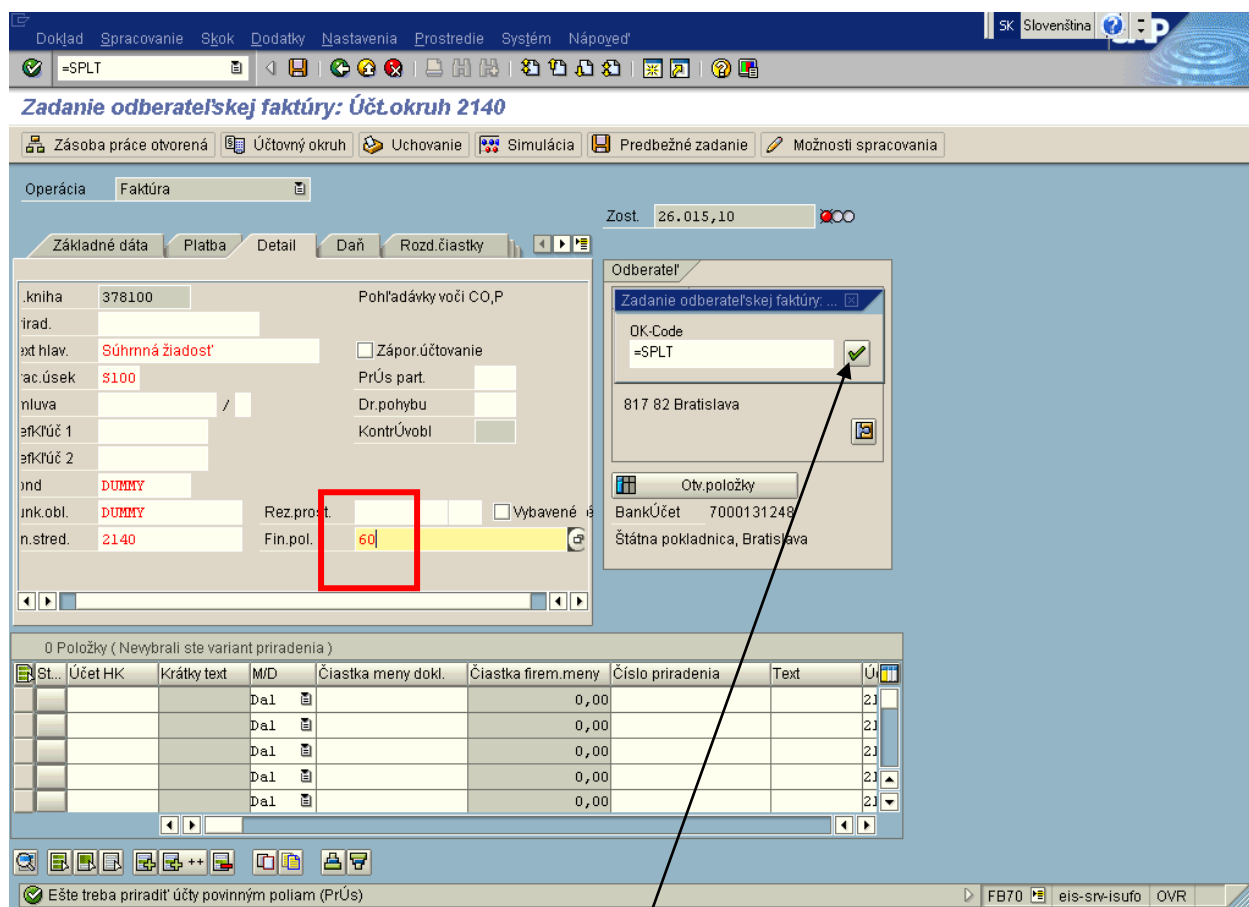 Doklad Spracovanie Skok Dodatky Nastavenia Prostredie Systém Nápoveď
SK Slovenština
=SPLT
Zadanie odberateľskej faktúry: Účt.okruh 2140
Zásoba práce otvorená Účtovný okruh Uchovanie Simulácia Predbežné zadanie Možnosti spracovania
Operácia Faktúra
Zost. 26.015,10
Základné dáta Platba Detail Daň Rozd.čiastky
Odberateľ
.kniha 378100 Pohľadávky voči CO,P
irad.
ext hlav. Súhrnná žiadosť Zápor.účtovanie
rac.úsek S100 PrÚs part.
mluva / Dr.pohybu
efKľúč 1 KontrÚvobl
efKľúč 2
ond DUMMY
unk.obl. DUMMY Rez.prost. Vybavené
n.stred. 2140 Fin.pol. 60
Zadanie odberateľskej faktúry: ...
OK-Code
=SPLT
817 82 Bratislava
Otv.položky
BankÚčet 7000131248
Štátna pokladnica, Bratislava
0 Položky ( Nevybrali ste variant priradenia )
St... Účet HK Krátky text M/D Čiastka meny dokl. Čiastka firem.meny Číslo priradenia Text Ú
Dal 0,00 21
Dal 0,00 21
Dal 0,00 21
Dal 0,00 21
Dal 0,00 21
Ešte treba priradiť účty povinným poliam (PrÚs)
FB70 eis-srv-isufo OVR